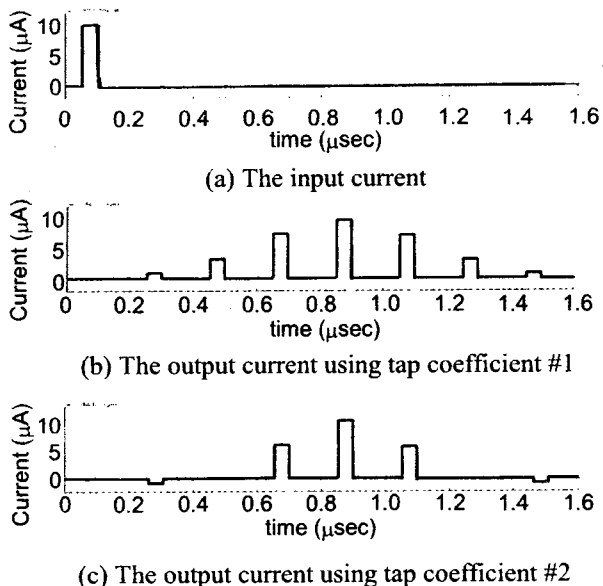 Current (μA)
10
5
0
0 0.2 0.4 0.6 0.8 1.0 1.2 1.4 1.6
time (μsec)
(a) The input current
Current (μA)
10
5
0
0 0.2 0.4 0.6 0.8 1.0 1.2 1.4 1.6
time (μsec)
(b) The output current using tap coefficient #1
Current (μA)
10
5
0
0 0.2 0.4 0.6 0.8 1.0 1.2 1.4 1.6
time (μsec)
(c) The output current using tap coefficient #2